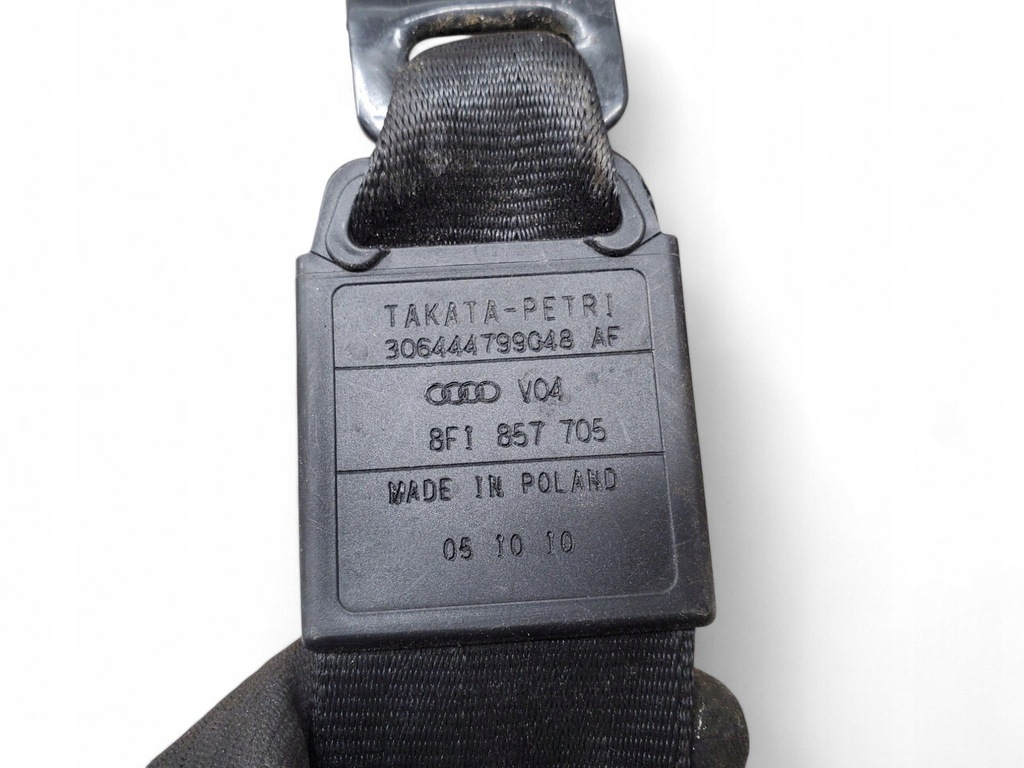 TAKATA-PETRI
306444799048 AF
V04
8F1 857 705
MADE IN POLAND
05 10 10